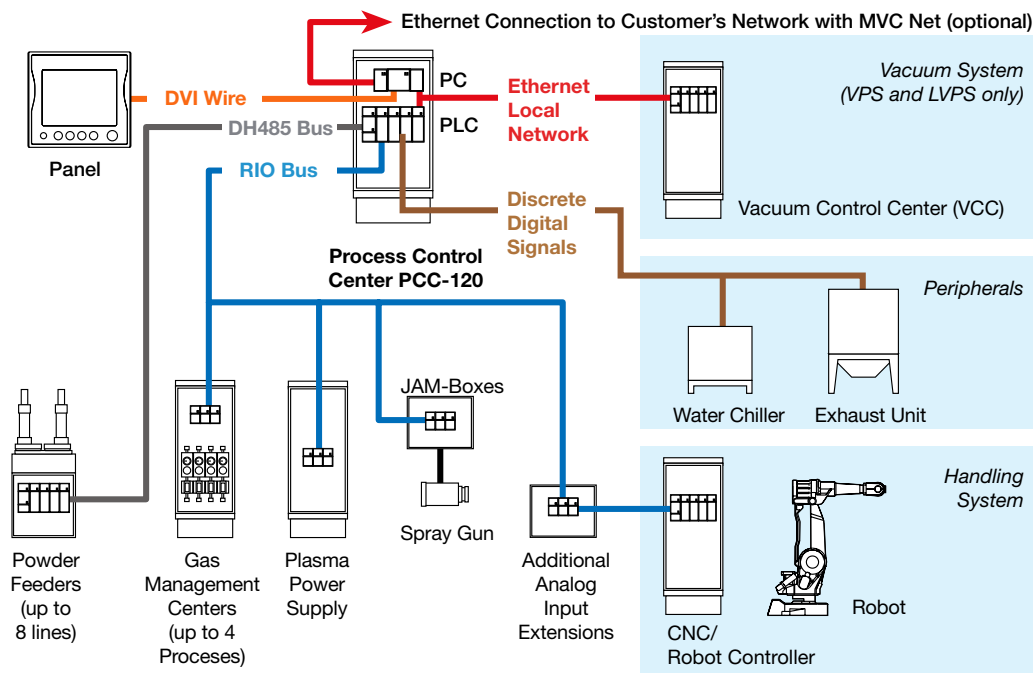 Ethernet Connection to Customer's Network with MVC Net (optional)
PC
Vacuum System
(VPS and LVPS only)
DVI Wire
Ethernet
Local
Network
DH485 Bus
PLC
Panel
RIO Bus
Discrete
Digital
Signals
Vacuum Control Center (VCC)
Process Control
Center PCC-120
Peripherals
JAM-Boxes
Water Chiller
Exhaust Unit
Handling
System
Spray Gun
Powder
Feeders
(up to
8 lines)
Gas
Management
Centers
(up to 4
Proceses)
Plasma
Power
Supply
Additional
Analog
Input
Extensions
Robot
CNC/
Robot Controller